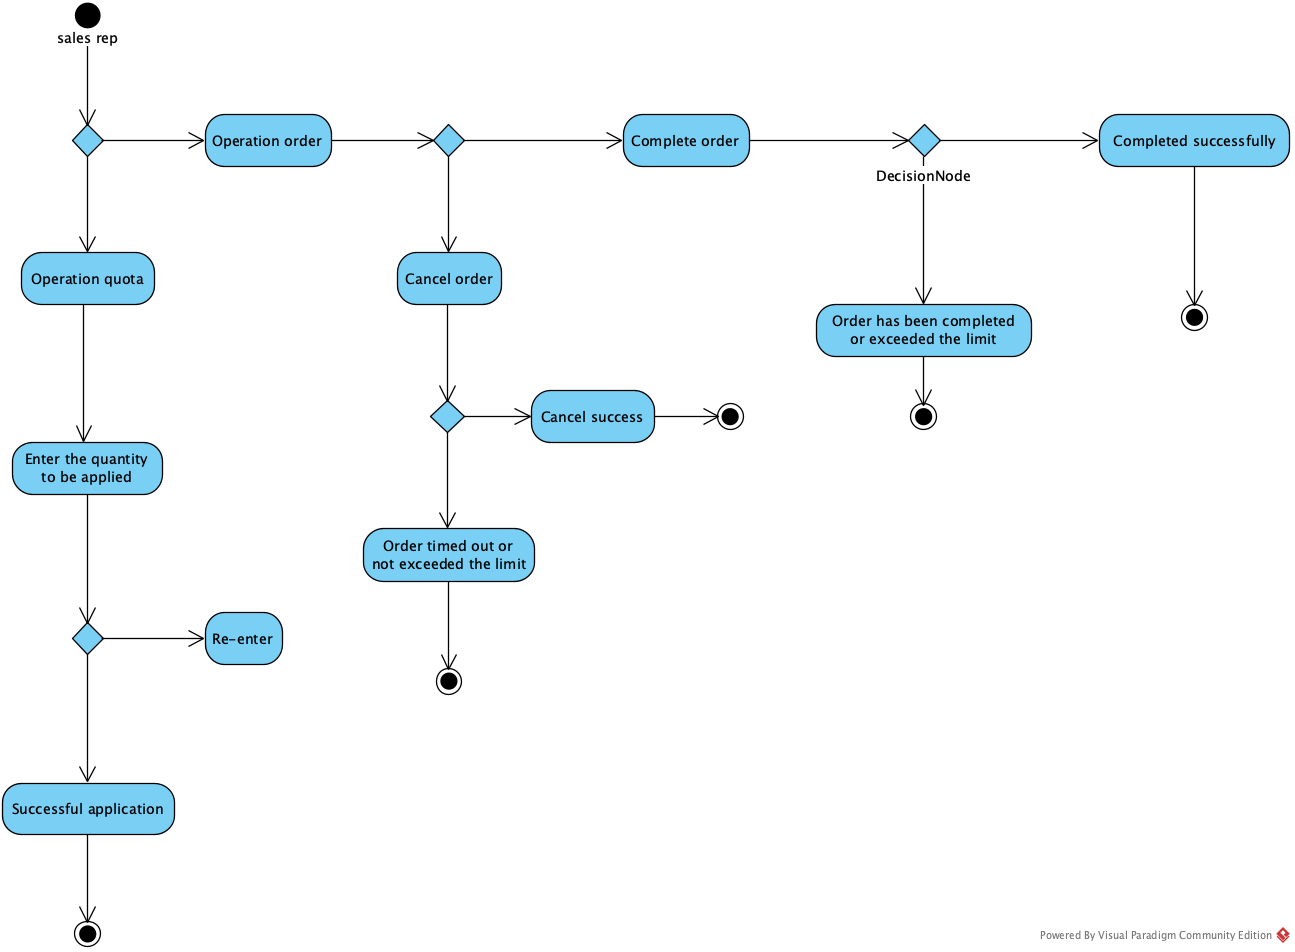 sales rep
Operation order
Complete order
Completed successfully
DecisionNode
Operation quota
Cancel order
Order has been completed
or exceeded the limit
Cancel success
Enter the quantity
to be applied
Order timed out or
not exceeded the limit
Re-enter
Successful application
Powered By Visual Paradigm Community Edition